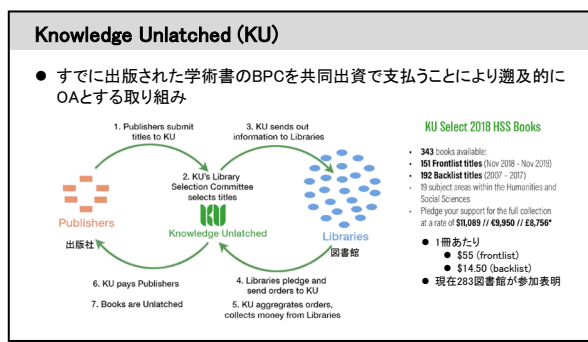 Knowledge Unlatched (KU)
● すでに出版された学術書のBPCを共同出資で支払うことにより遡及的に
OAとする取り組み
1. Publishers submit
titles to KU
3. KU sends out
information to Libraries
2. KU's Library
Selection Committee
selects titles
KU
Knowledge Unlatched
Publishers
出版社
Libraries
図書館
6. KU pays Publishers
7. Books are Unlatched
4. Libraries pledge and
send orders to KU
5. KU aggregates orders,
collects money from Libraries
KU Select 2018 HSS Books
• 343 books available:
• 151 Frontlist titles (Nov 2018 - Nov 2019)
• 192 Backlist titles (2007 - 2017)
• 19 subject areas within the Humanities and
Social Sciences
• Pledge your support for the full collection
at a rate of $11,089 // €9,950 // £8,756*
● 1冊あたり
● $55 (frontlist)
● $14.50 (backlist)
● 現在283図書館が参加表明